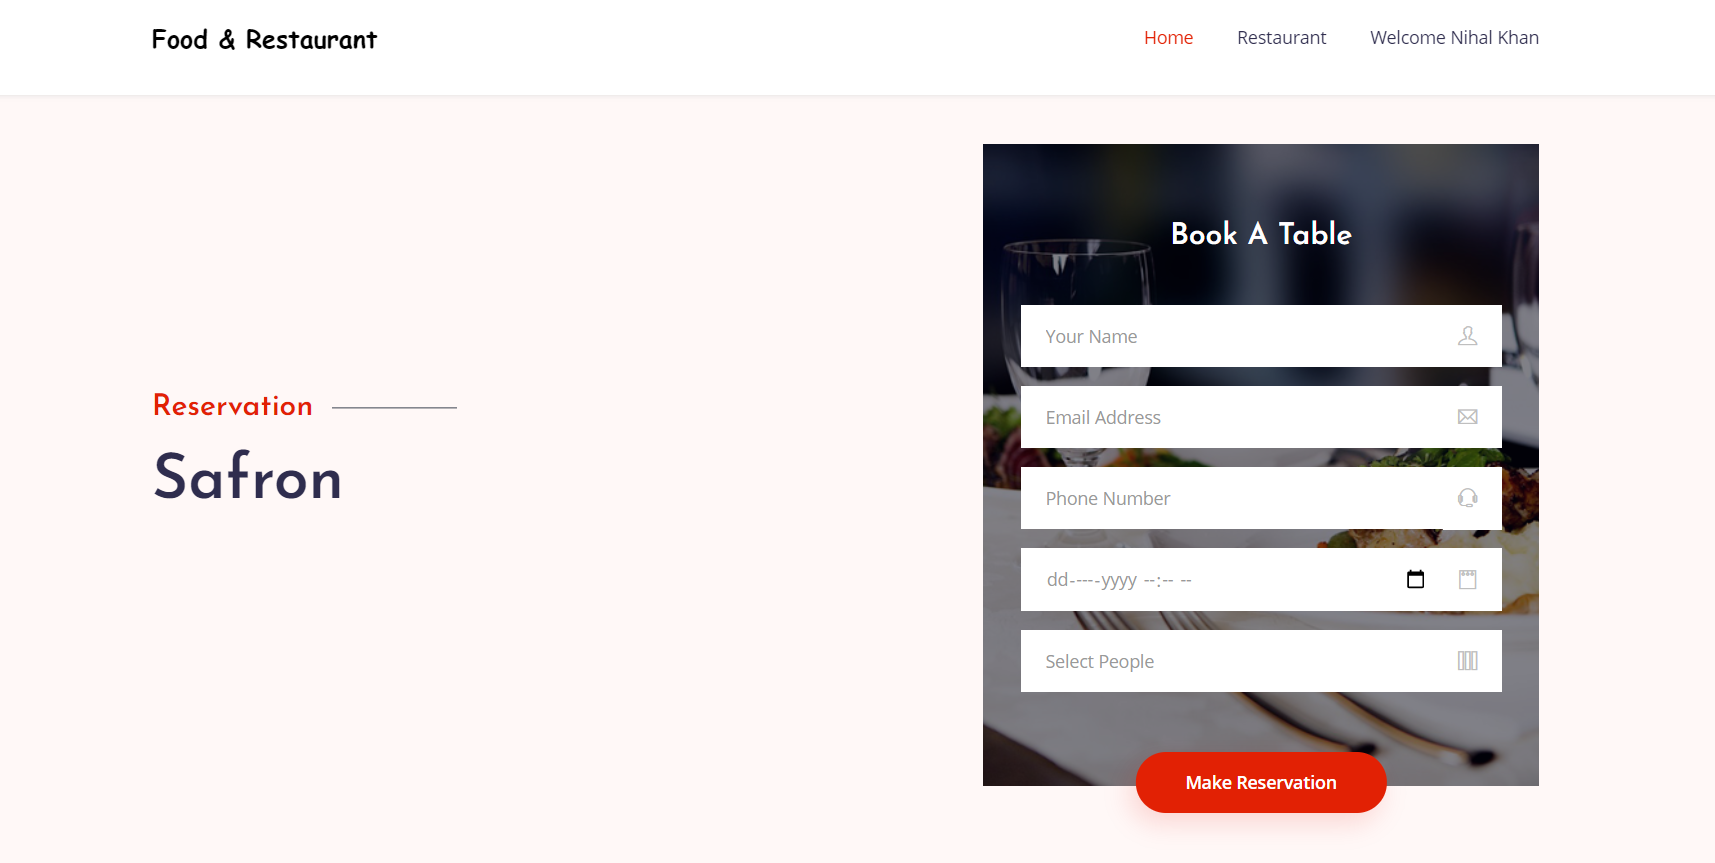 Food & Restaurant
Home
Restaurant
Welcome Nihal Khan
Reservation
Safron
Book A Table
Your Name
Email Address
Phone Number
dd-----yyyy --:-- --
Select People
Make Reservation